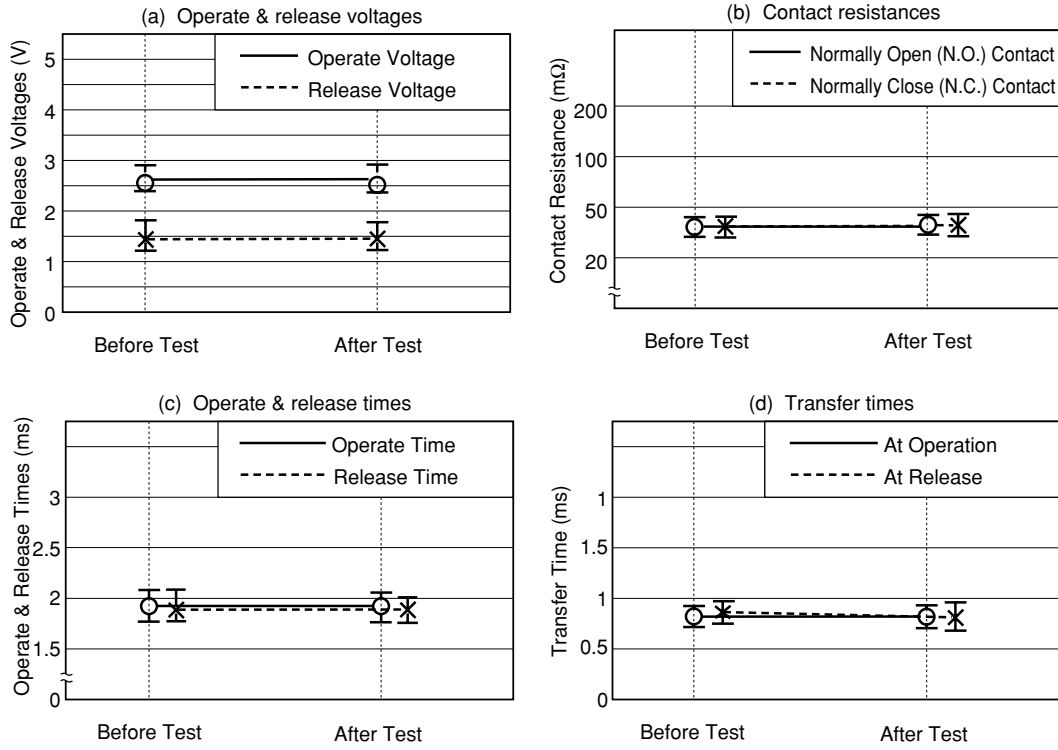 (a) Operate & release voltages
Operate & Release Voltages (V)
5
4
3
2
1
0
Operate Voltage
Release Voltage
Before Test
After Test
(b) Contact resistances
Contact Resistance (mΩ)
200
100
50
20
Normally Open (N.O.) Contact
Normally Close (N.C.) Contact
Before Test
After Test
(c) Operate & release times
Operate & Release Times (ms)
3
2.5
2
1.5
0
Operate Time
Release Time
Before Test
After Test
(d) Transfer times
Transfer Time (ms)
1
1.5
1
0.5
0
At Operation
At Release
Before Test
After Test